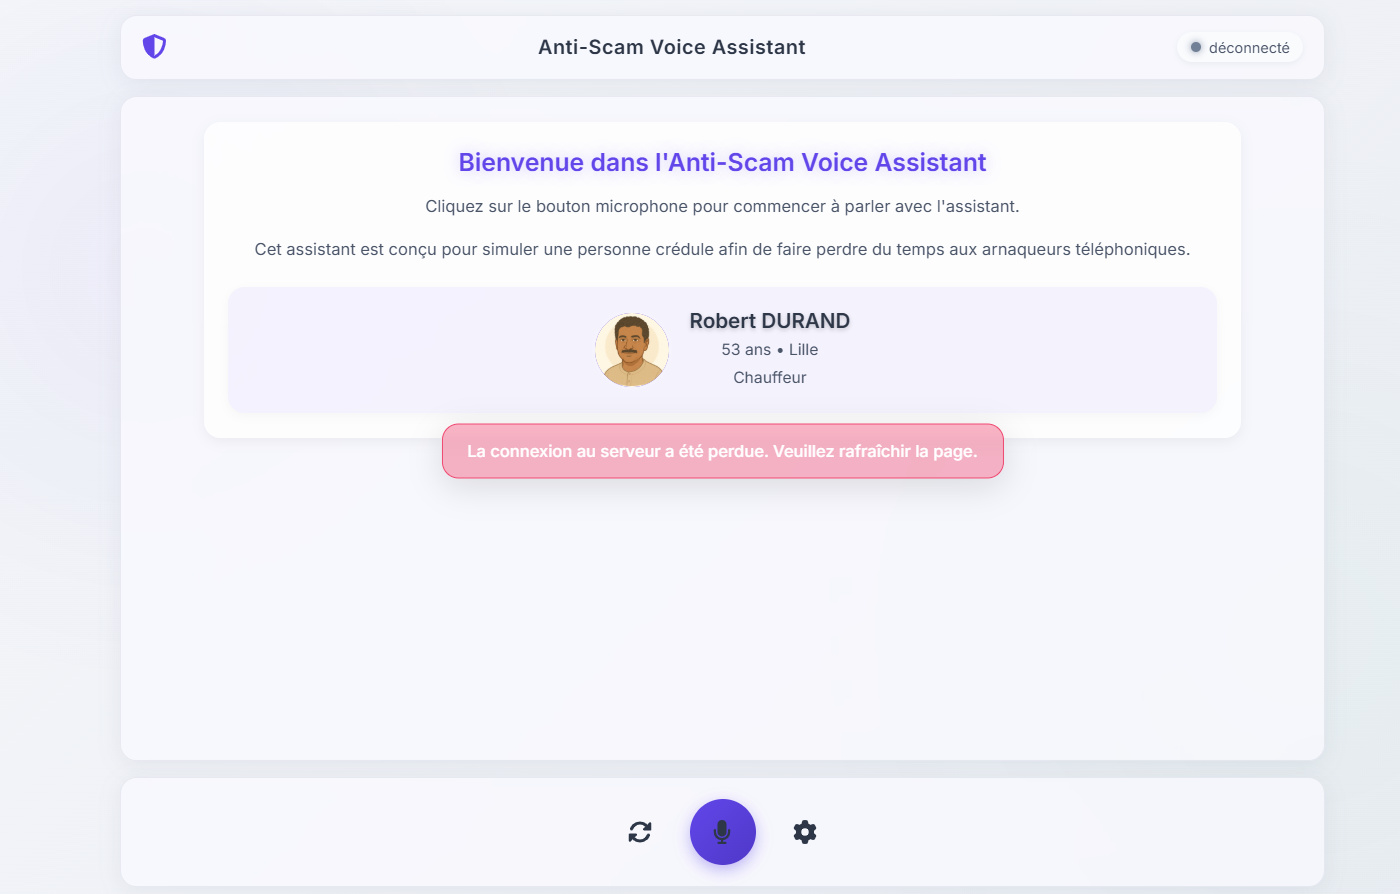 Anti-Scam Voice Assistant
déconnecté
Bienvenue dans l'Anti-Scam Voice Assistant
Cliquez sur le bouton microphone pour commencer à parler avec l'assistant.
Cet assistant est conçu pour simuler une personne crédule afin de faire perdre du temps aux arnaqueurs téléphoniques.
Robert DURAND
53 ans • Lille
Chauffeur
La connexion au serveur a été perdue. Veuillez rafraîchir la page.